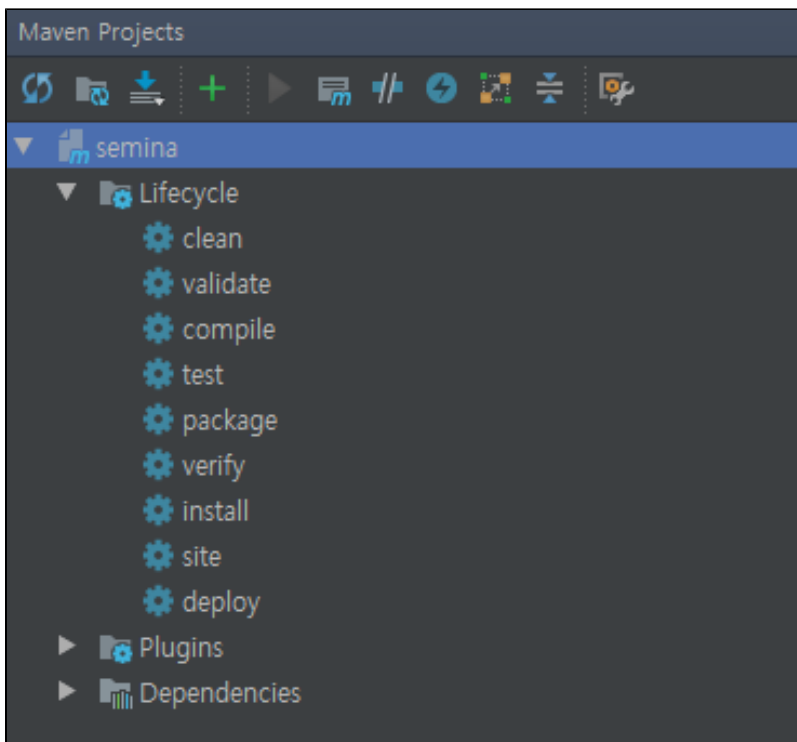 Maven Projects
semina
Lifecycle
clean
validate
compile
test
package
verify
install
site
deploy
Plugins
Dependencies